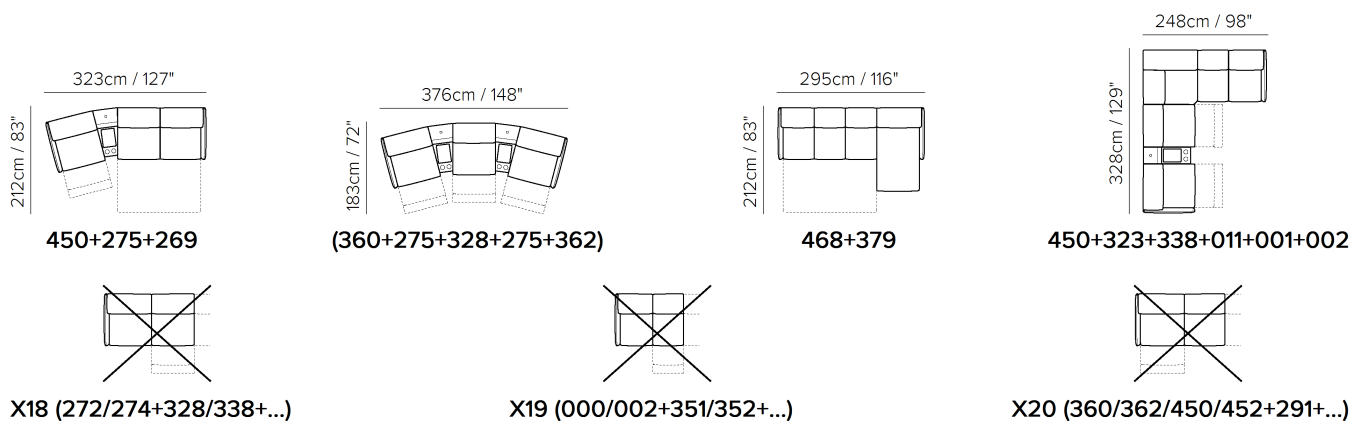 248cm / 98"
323cm / 127"
376cm / 148"
295cm / 116"
212cm / 83"
183cm / 72"
212cm / 83"
328cm / 129"
450+275+269
(360+275+328+275+362)
468+379
450+323+338+011+001+002
X18 (272/274+328/338+...)
X19 (000/002+351/352+...)
X20 (360/362/450/452+291+...)